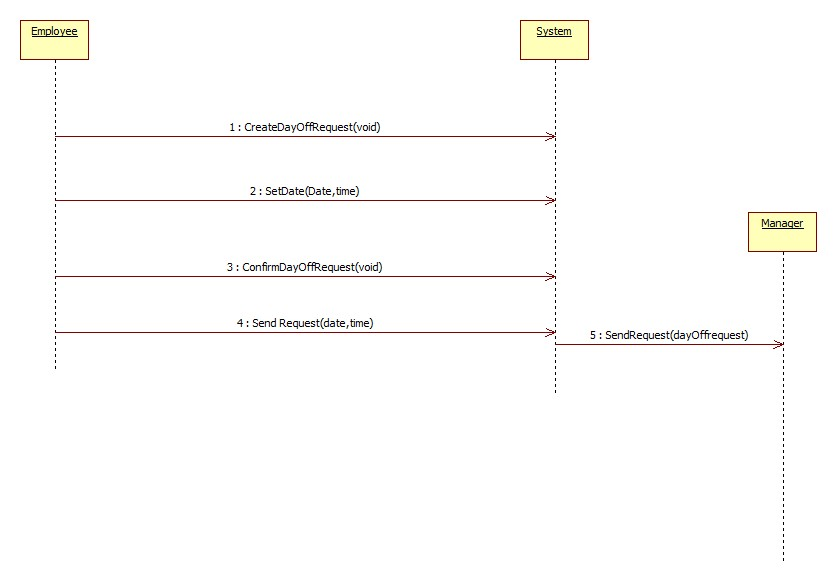 Employee
System
1 : CreateDayOffRequest(void)
2 : SetDate(Date,time)
Manager
3 : ConfirmDayOffRequest(void)
4 : Send Request(date,time)
5 : SendRequest(dayOffrequest)